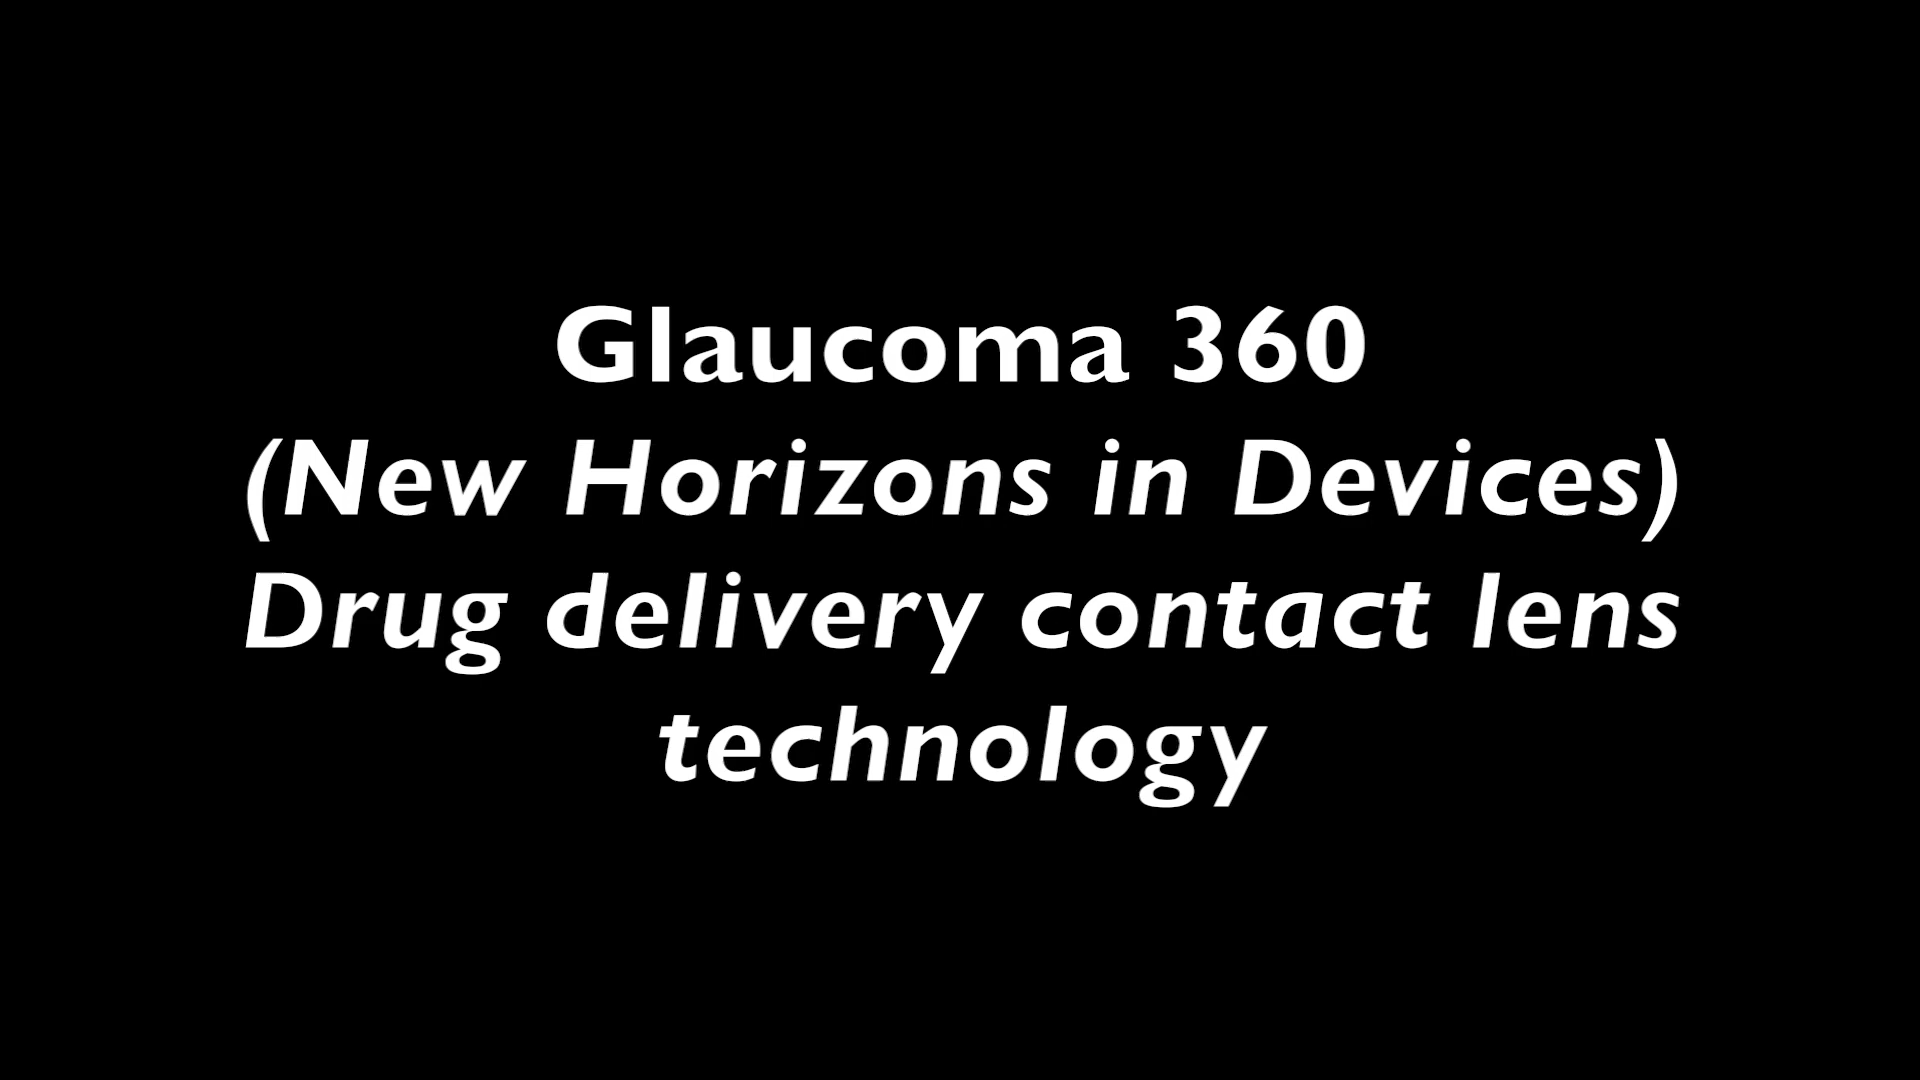 Glaucoma 360
(New Horizons in Devices)
Drug delivery contact lens
technology